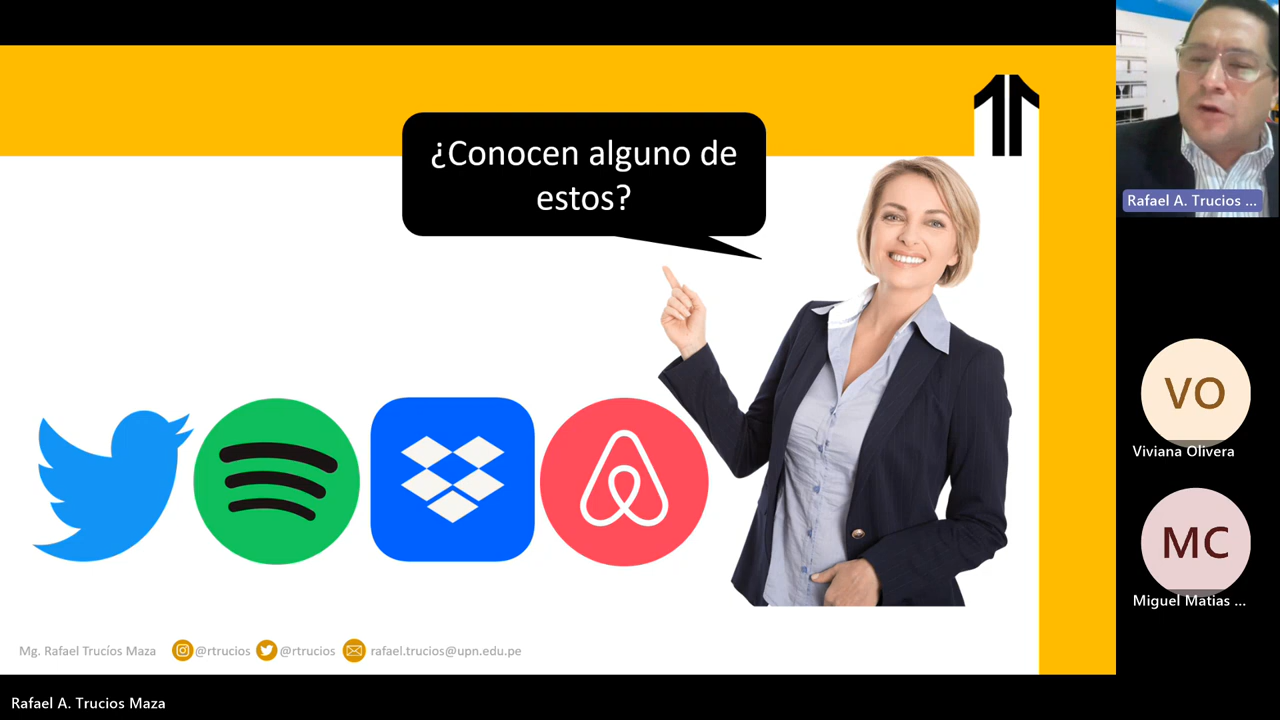 ¿Conocen alguno de
estos?
Rafael A. Trucios ...
VO
Viviana Olivera
MC
Miguel Matias ...
Mg. Rafael Trucíos Maza @rtrucios @rtrucios rafael.trucios@upn.edu.pe
Rafael A. Trucios Maza